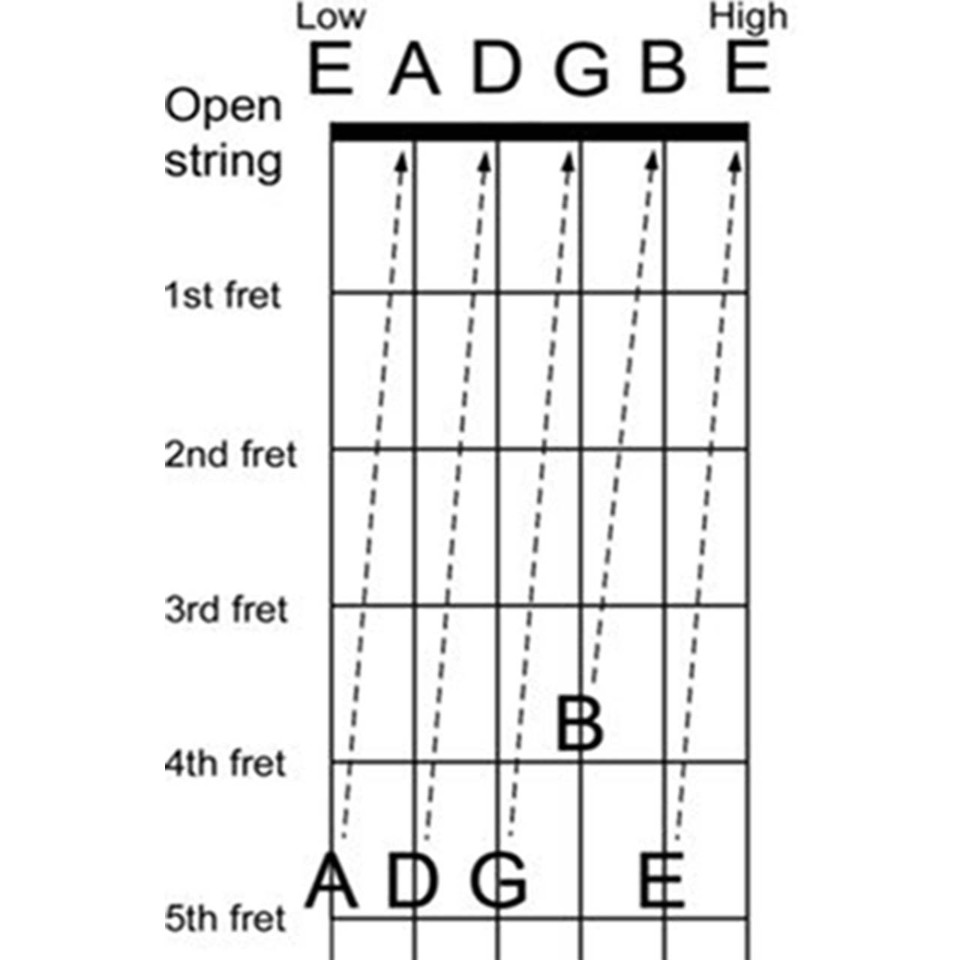 Low High
E A D G B E
Open
string
1st fret
2nd fret
3rd fret
B
4th fret
A D G E
5th fret